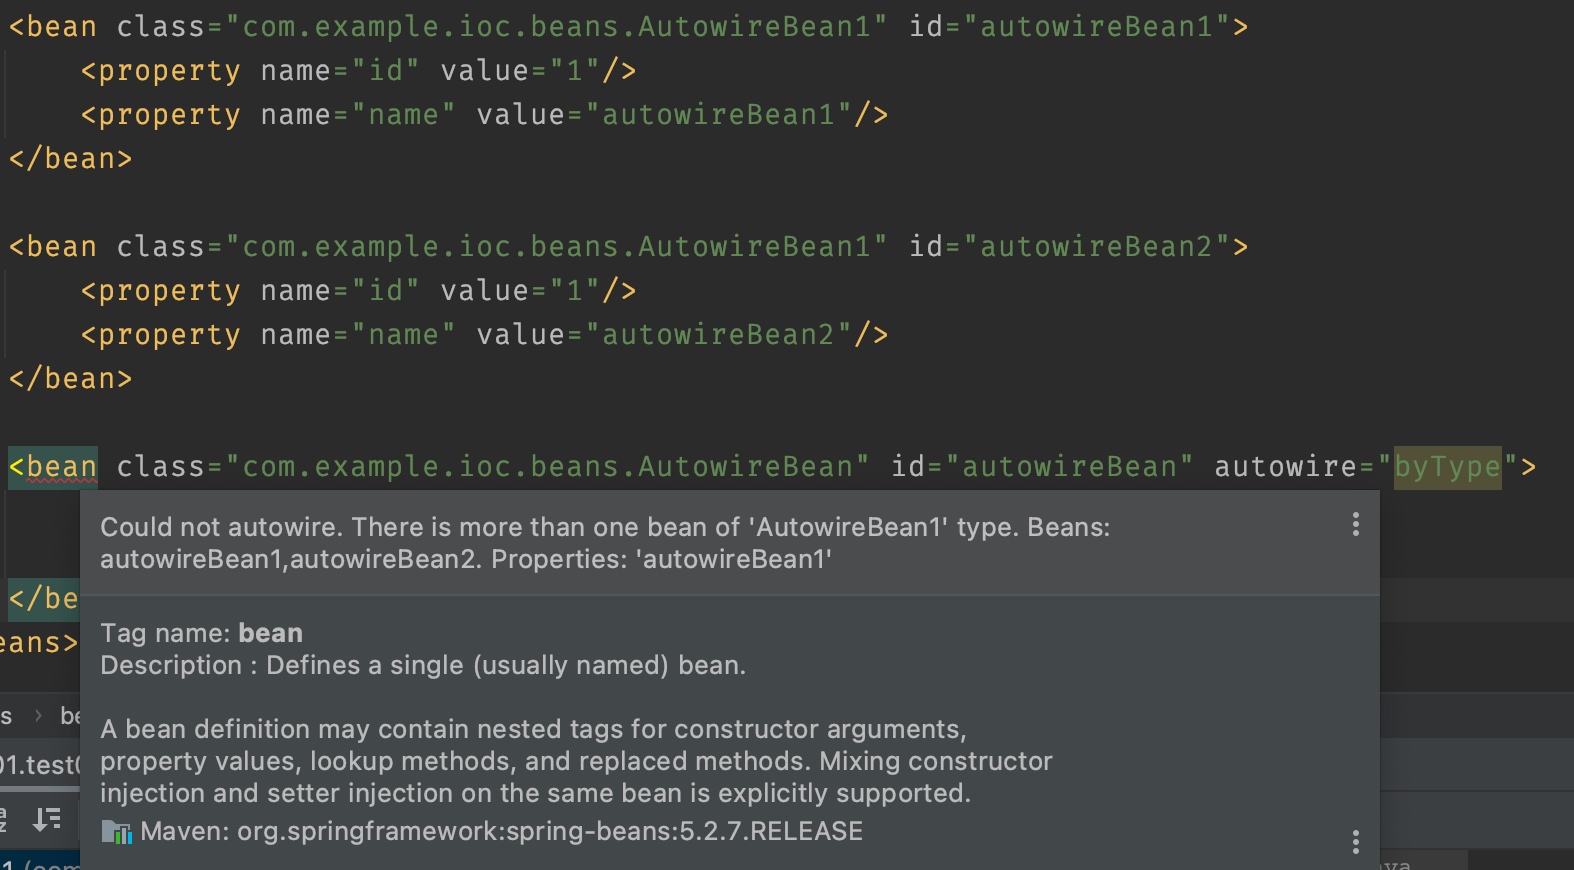 <bean class="com.example.ioc.beans.AutowireBean1" id="autowireBean1">
<property name="id" value="1"/>
<property name="name" value="autowireBean1"/>
</bean>
<bean class="com.example.ioc.beans.AutowireBean1" id="autowireBean2">
<property name="id" value="1"/>
<property name="name" value="autowireBean2"/>
</bean>
<bean class="com.example.ioc.beans.AutowireBean" id="autowireBean" autowire="byType">
Could not autowire. There is more than one bean of 'AutowireBean1' type. Beans:
autowireBean1,autowireBean2. Properties: 'autowireBean1'
</be
eans>
Tag name: bean
Description : Defines a single (usually named) bean.
s › be
A bean definition may contain nested tags for constructor arguments,
01.test0
property values, lookup methods, and replaced methods. Mixing constructor
injection and setter injection on the same bean is explicitly supported.
Maven: org.springframework:spring-beans:5.2.7.RELEASE